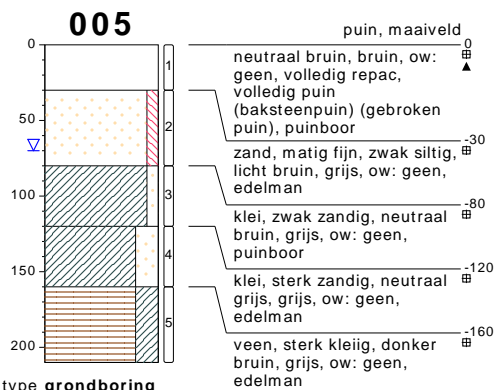 005
puin, maaiveld
0
0
neutraal bruin, bruin, ow:
geen, volledig repac,
volledig puin
(baksteenpuin) (gebroken
puin), puinboor
1
-30
zand, matig fijn, zwak siltig,
licht bruin, grijs, ow: geen,
edelman
50
2
-80
klei, zwak zandig, neutraal
bruin, grijs, ow: geen,
puinboor
100
3
-120
klei, sterk zandig, neutraal
grijs, grijs, ow: geen,
edelman
150
4
-160
veen, sterk kleiig, donker
bruin, grijs, ow: geen,
edelman
200
5
type grondboring